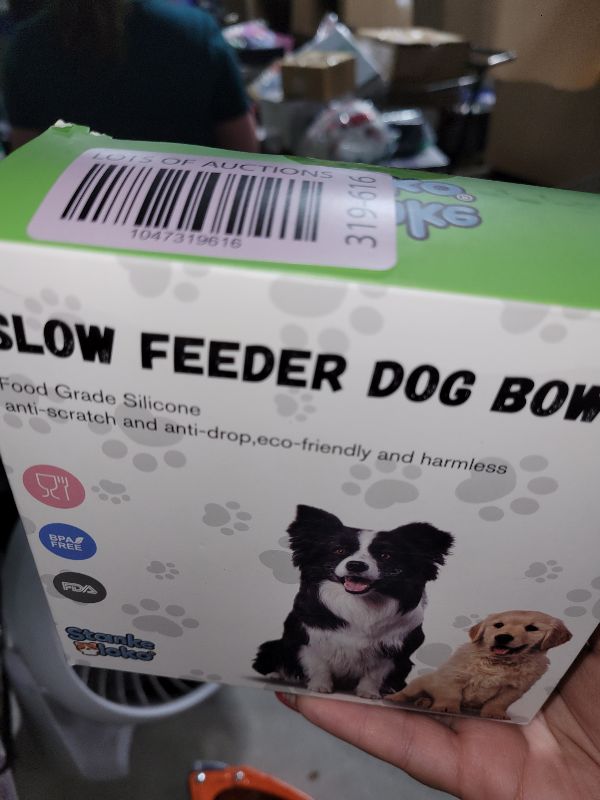 LOTS OF AUCTIONS
1047319616
319-616
SLOW FEEDER DOG BOW
Food Grade Silicone
anti-scratch and anti-drop,eco-friendly and harmless
BPA
FREE
FDA
Stanke
loko